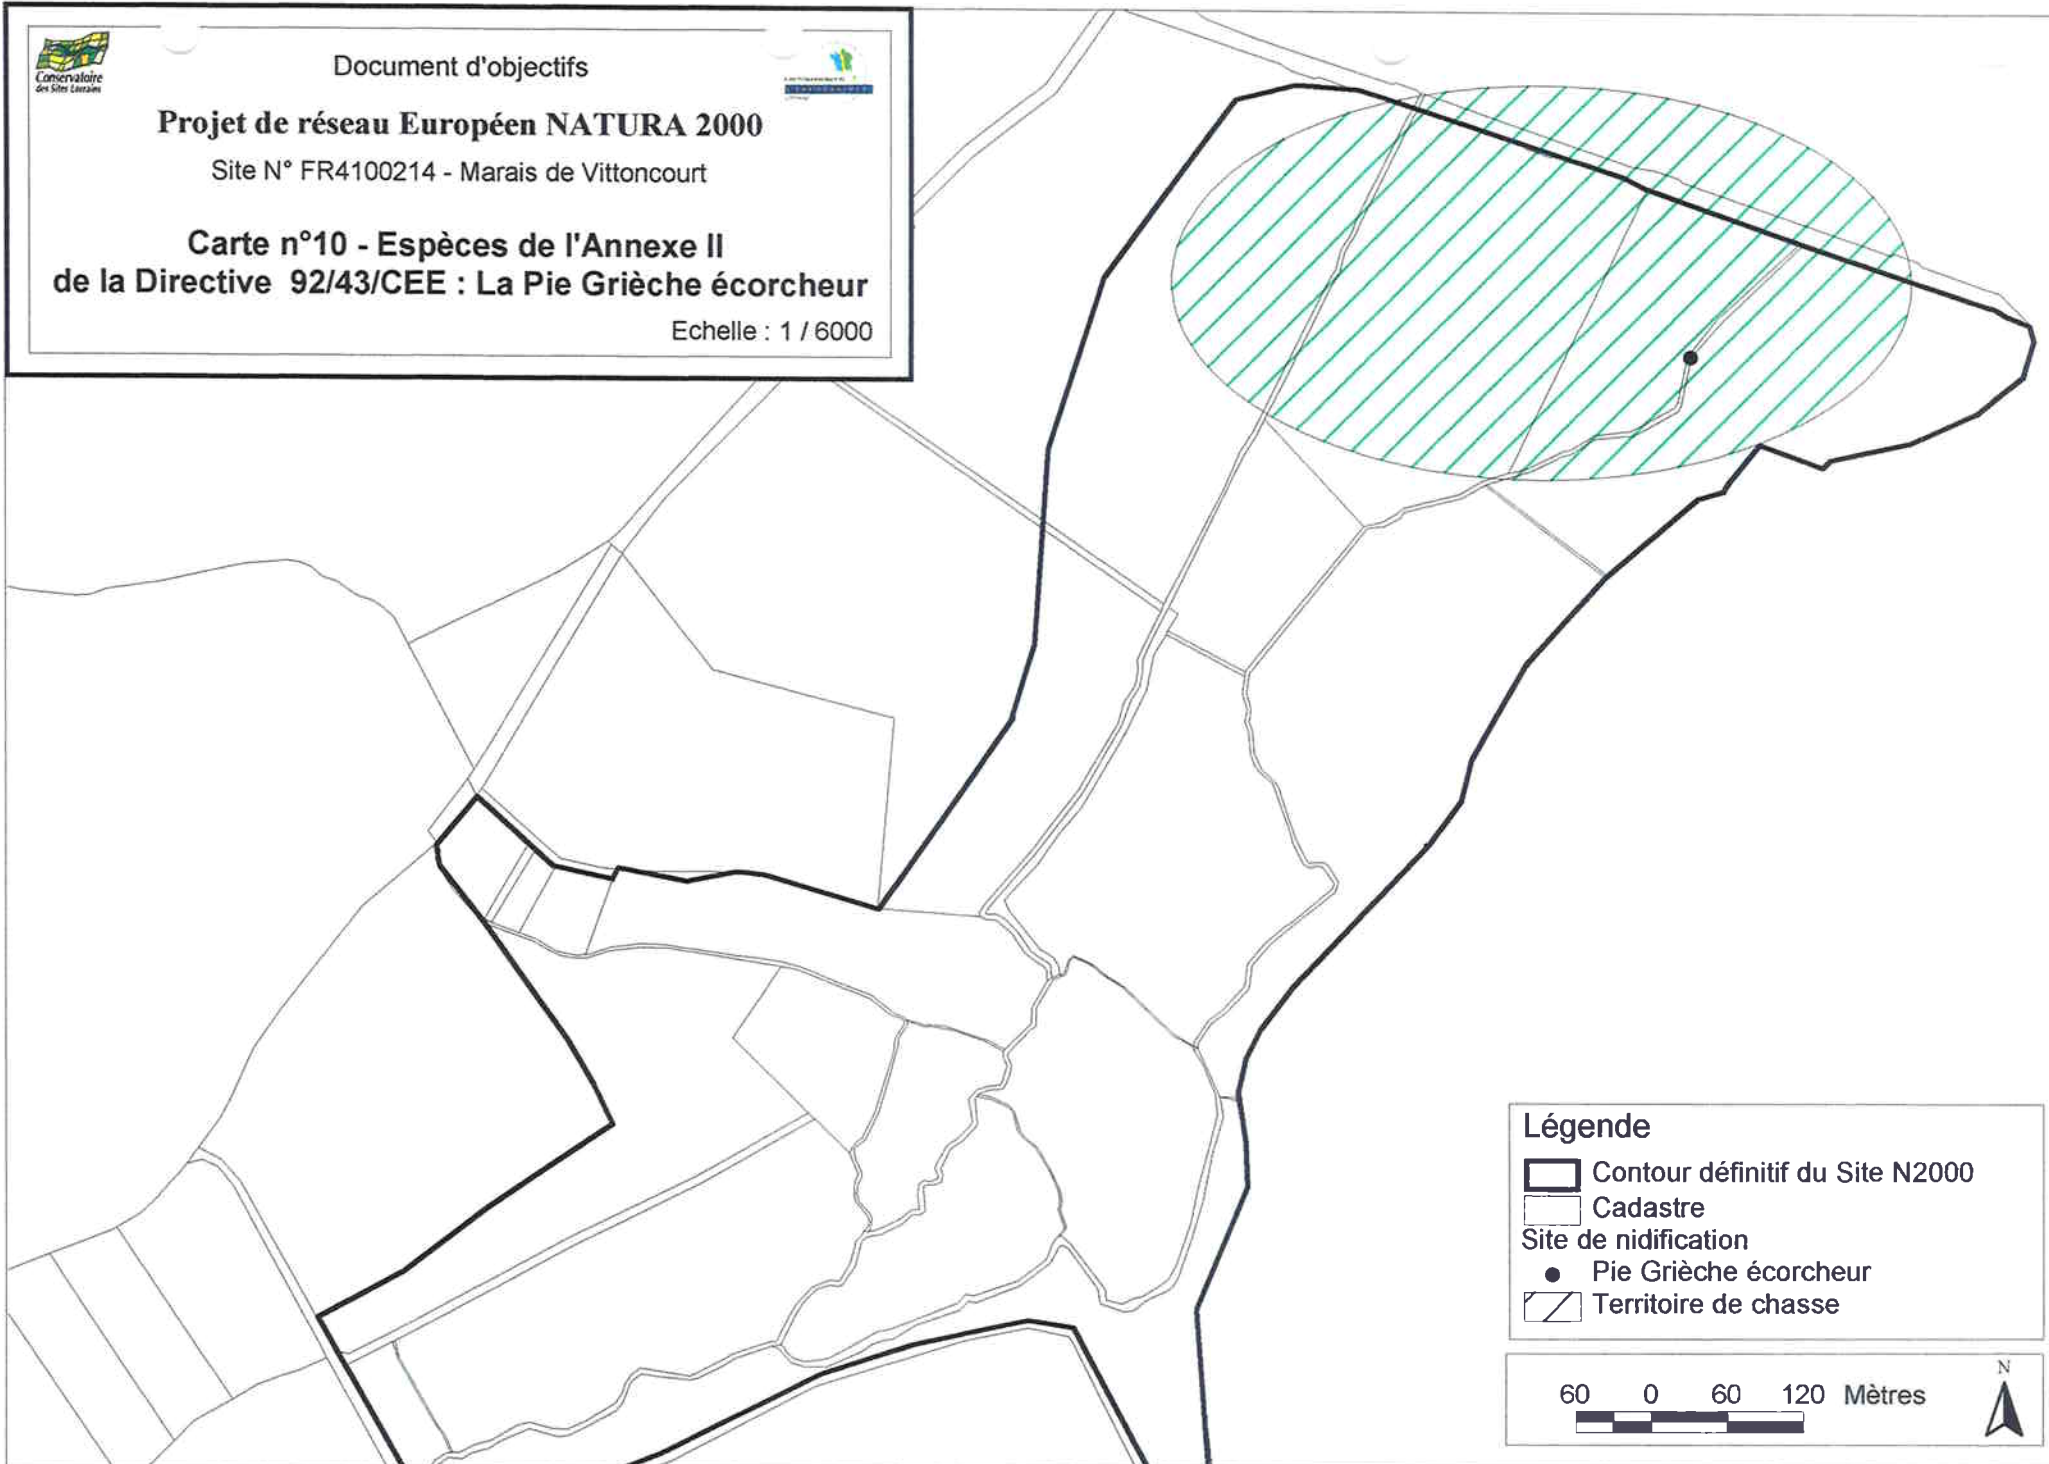 Conservatoire
des Sites Lorrains
Document d'objectifs
Projet de réseau Européen NATURA 2000
Site N° FR4100214 - Marais de Vittoncourt
Carte n°10 - Espèces de l'Annexe II
de la Directive 92/43/CEE : La Pie Grièche écorcheur
Echelle : 1 / 6000
Légende
Contour définitif du Site N2000
Cadastre
Site de nidification
Pie Grièche écorcheur
Territoire de chasse
60 0 60 120 Mètres
N